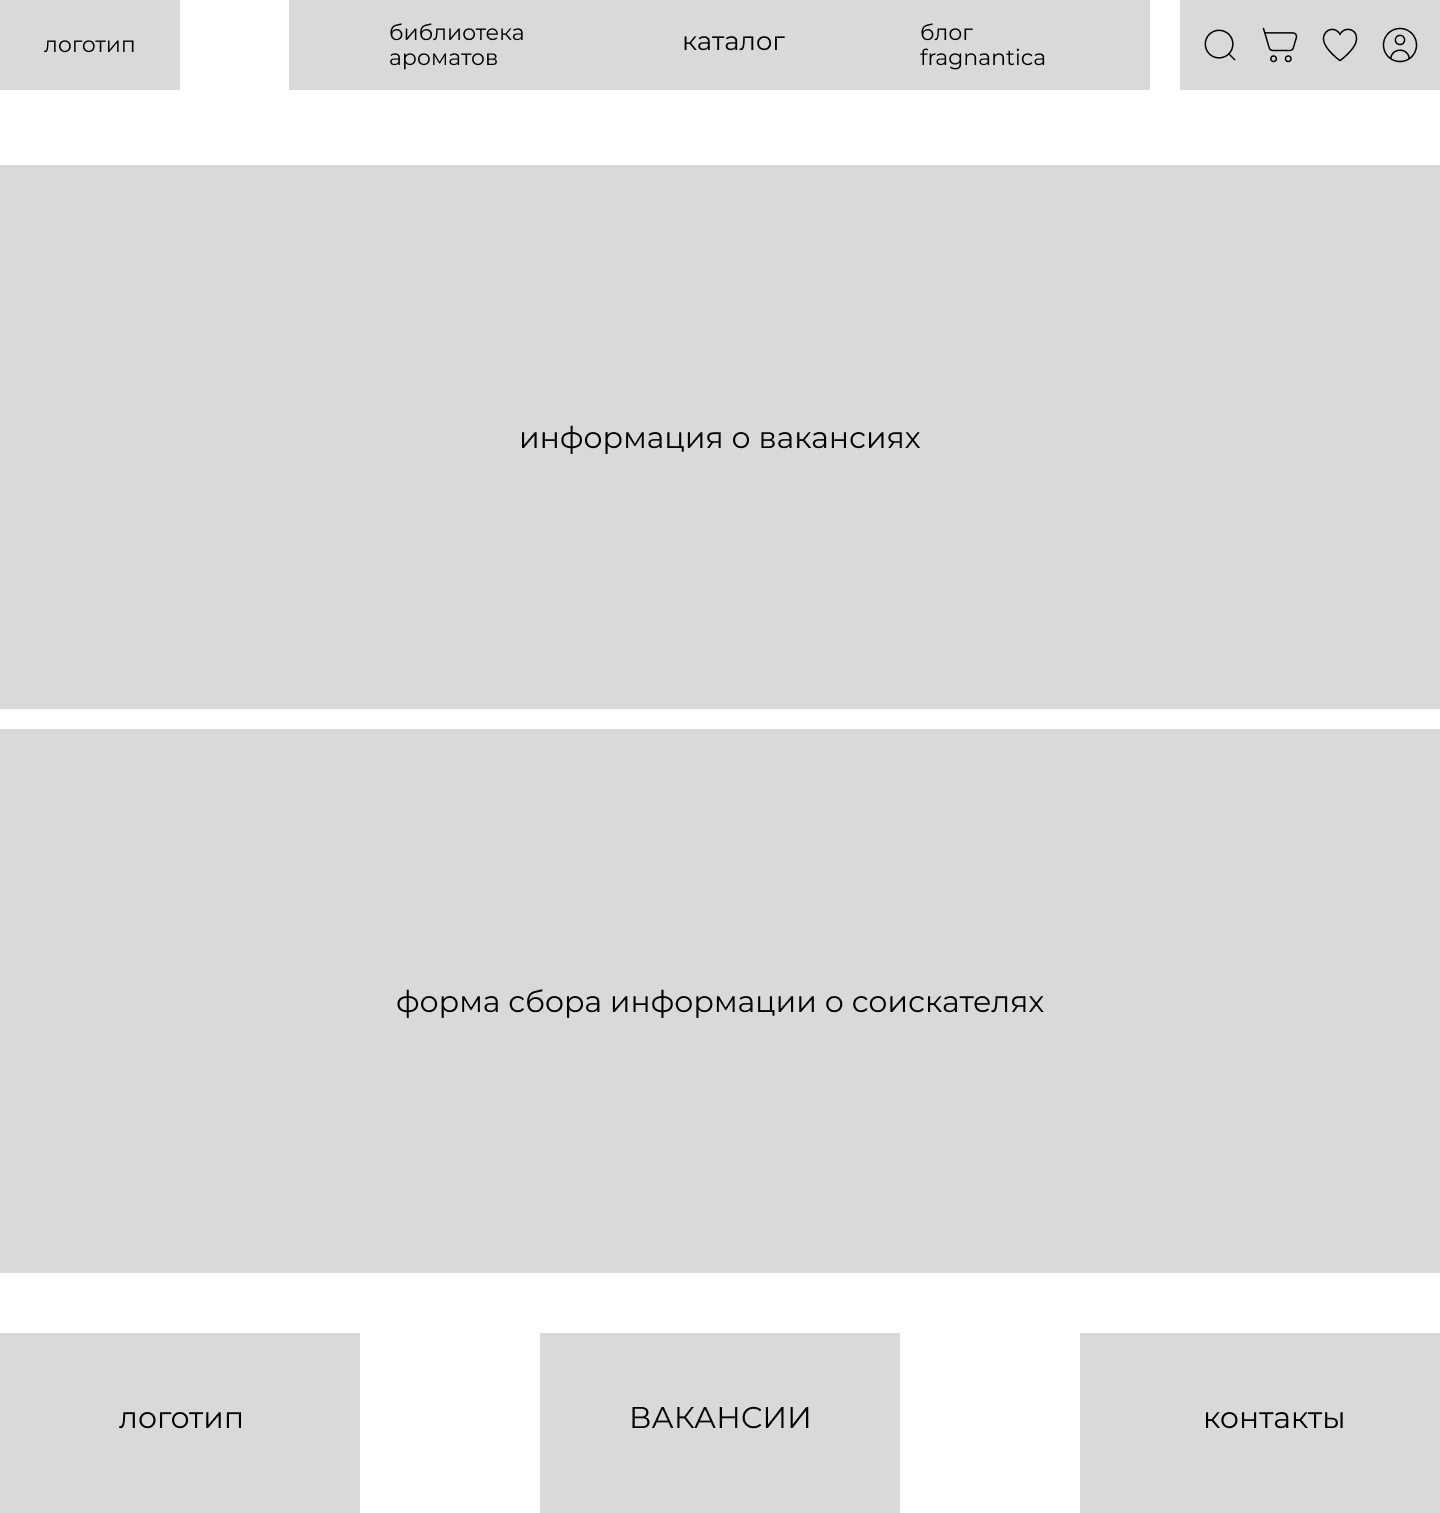 логотип
библиотека
ароматов
каталог
блог
fragnantica
информация о вакансиях
форма сбора информации о соискателях
логотип
ВАКАНСИИ
контакты